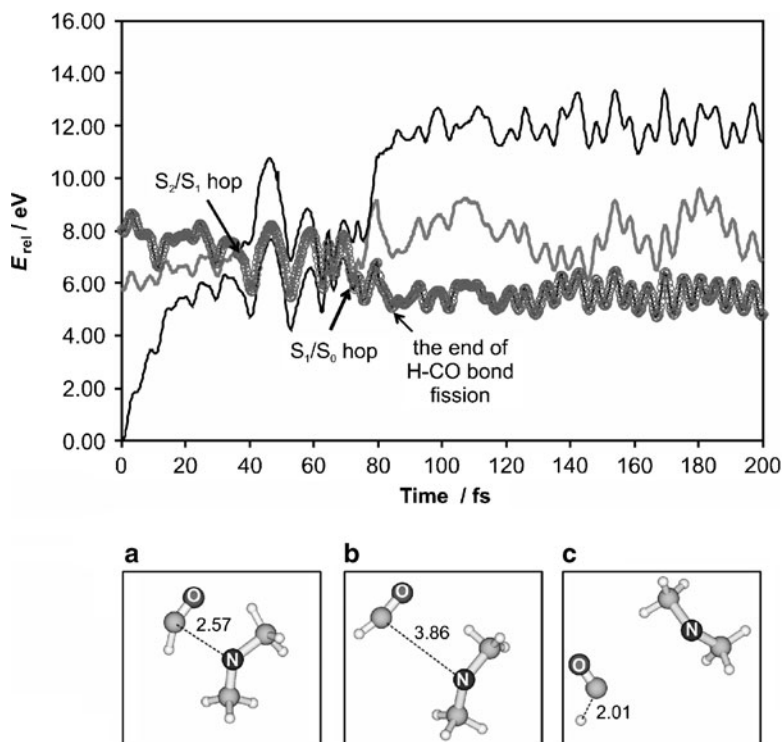 16.00
14.00
12.00
10.00
8.00
6.00
4.00
2.00
0.00
E rel / eV
S2/S1 hop
S1/S0 hop
the end of
H-CO bond
fission
0 20 40 60 80 100 120 140 160 180 200
Time / fs
a
O
2.57
N
b
O
3.86
N
c
N
O
2.01